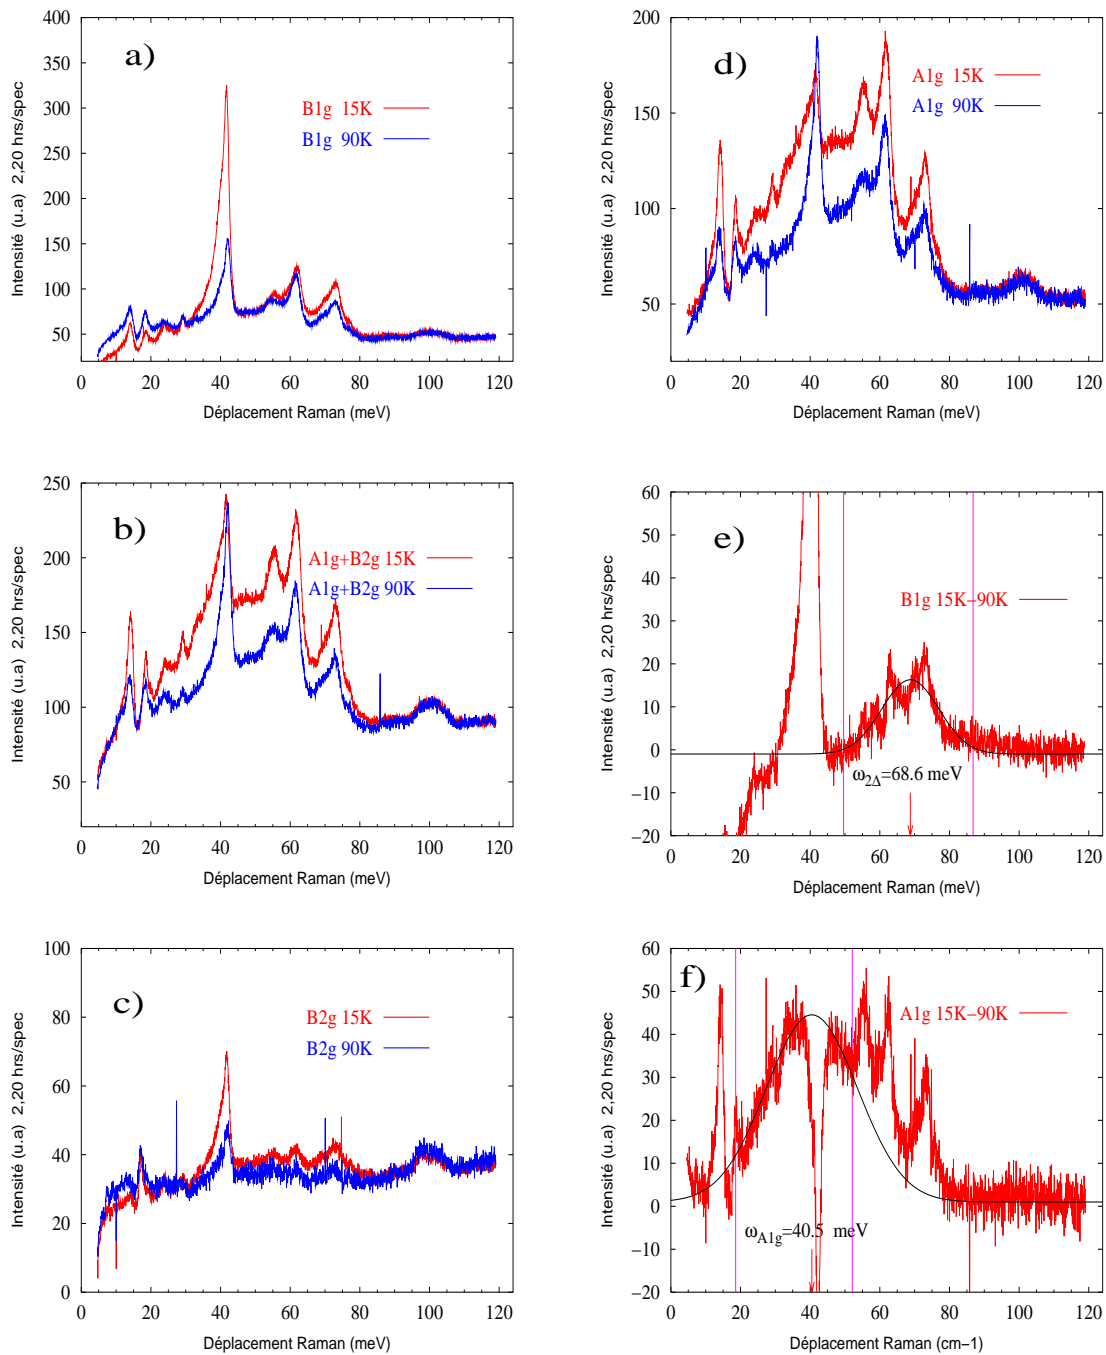 a)
B1g 15K
B1g 90K
400
350
300
250
200
150
100
50
0 20 40 60 80 100 120
Intensité (u.a) 2,20 hrs/spec
Déplacement Raman (meV)
d)
A1g 15K
A1g 90K
200
150
100
50
0 20 40 60 80 100 120
Intensité (u.a) 2,20 hrs/spec
Déplacement Raman (meV)
b)
A1g+B2g 15K
A1g+B2g 90K
250
200
150
100
50
0 20 40 60 80 100 120
Intensité (u.a) 2,20 hrs/spec
Déplacement Raman (meV)
e)
B1g 15K−90K
ω2Δ=68.6 meV
60
50
40
30
20
10
0
−10
−20
0 20 40 60 80 100 120
Intensité (u.a) 2,20 hrs/spec
Déplacement Raman (meV)
c)
B2g 15K
B2g 90K
100
80
60
40
20
0
0 20 40 60 80 100 120
Intensité (u.a) 2,20 hrs/spec
Déplacement Raman (meV)
f)
A1g 15K−90K
ωA1g=40.5 meV
60
50
40
30
20
10
0
−10
−20
0 20 40 60 80 100 120
Intensité (u.a) 2,20 hrs/spec
Déplacement Raman (cm−1)